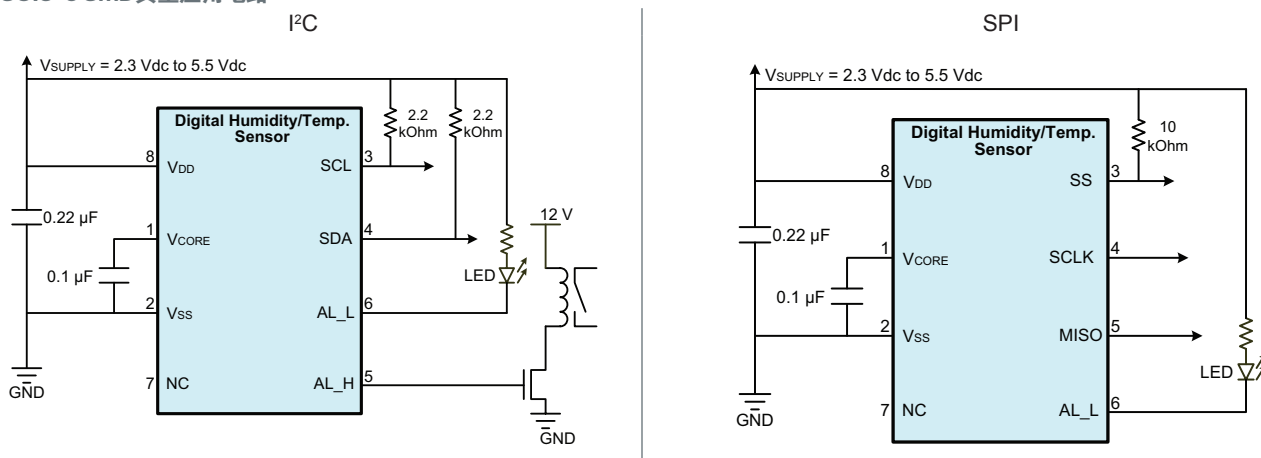 I²C
VSUPPLY = 2.3 Vdc to 5.5 Vdc
2.2 kOhm
2.2 kOhm
Digital Humidity/Temp.
Sensor
8 VDD
SCL 3
0.22 µF
1 VCORE
SDA 4
12 V
0.1 µF
LED
2 VSS
AL_L 6
7 NC
AL_H 5
GND
GND
SPI
VSUPPLY = 2.3 Vdc to 5.5 Vdc
10 kOhm
Digital Humidity/Temp.
Sensor
8 VDD
SS 3
0.22 µF
1 VCORE
SCLK 4
0.1 µF
2 VSS
MISO 5
LED
7 NC
AL_L 6
GND